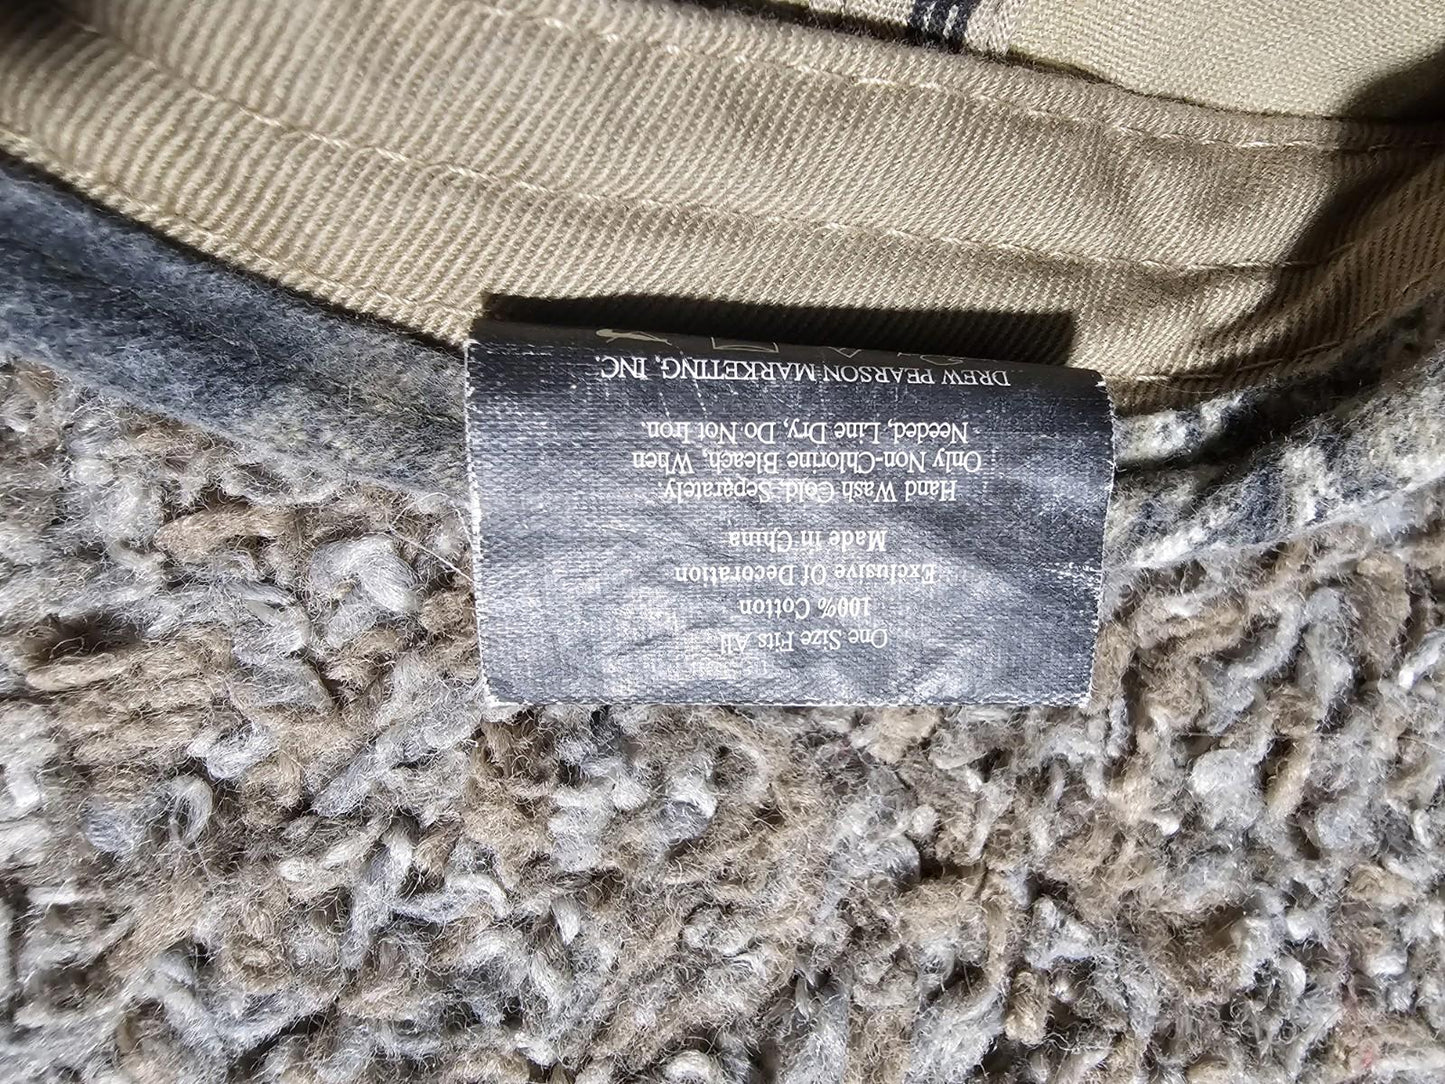 One Size Fits All
100% Cotton
Exclusive Of Decoration
Made in China
Hand Wash Cold, Separately.
Only Non-Chlorine Bleach, When
Needed, Line Dry, Do Not Iron.
DREW PEARSON MARKETING, INC.